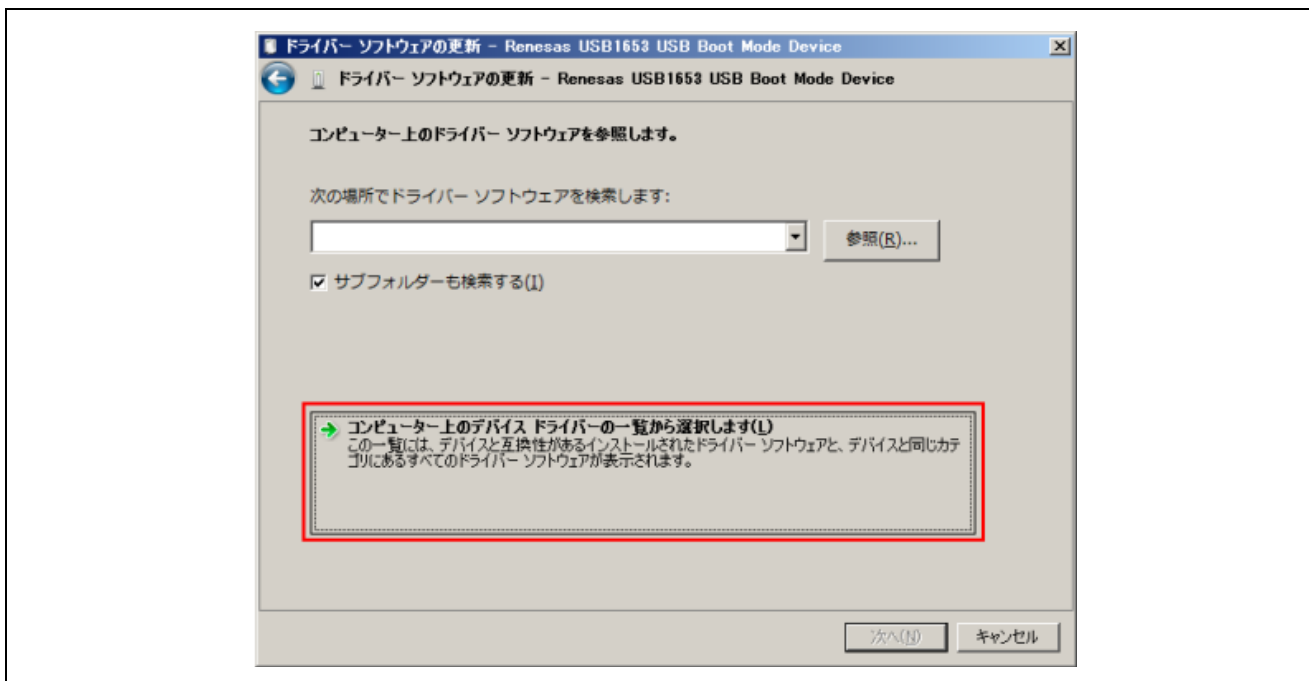 ドライバー ソフトウェアの更新 - Renesas USB1653 USB Boot Mode Device
ドライバー ソフトウェアの更新 - Renesas USB1653 USB Boot Mode Device
コンピューター上のドライバー ソフトウェアを参照します。
次の場所でドライバー ソフトウェアを検索します:
参照(R)...
サブフォルダーも検索する(I)
コンピューター上のデバイス ドライバーの一覧から選択します(L)
この一覧には、デバイスと互換性があるインストールされたドライバー ソフトウェアと、デバイスと同じカテ
ゴリにあるすべてのドライバー ソフトウェアが表示されます。
次へ(N) キャンセル